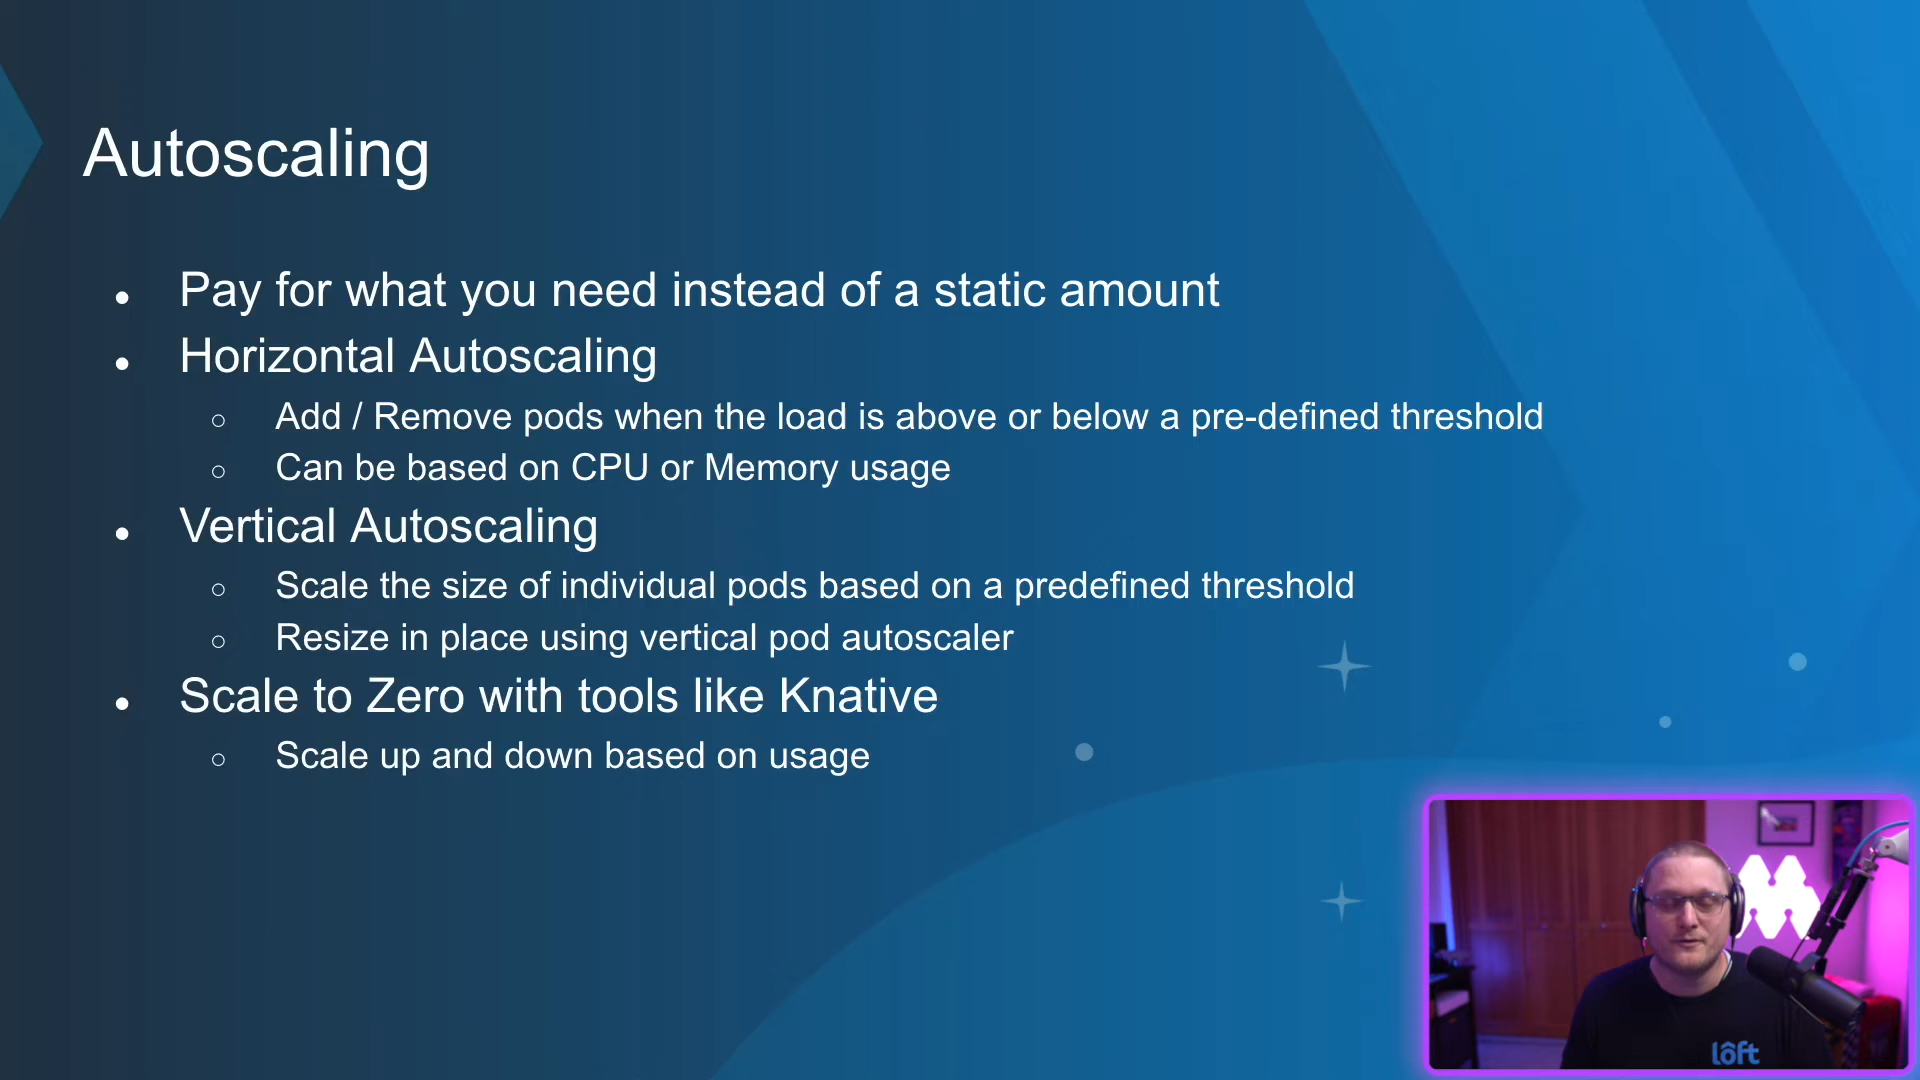 Autoscaling
● Pay for what you need instead of a static amount
● Horizontal Autoscaling
○ Add / Remove pods when the load is above or below a pre-defined threshold
○ Can be based on CPU or Memory usage
● Vertical Autoscaling
○ Scale the size of individual pods based on a predefined threshold
○ Resize in place using vertical pod autoscaler
● Scale to Zero with tools like Knative
○ Scale up and down based on usage
lôft